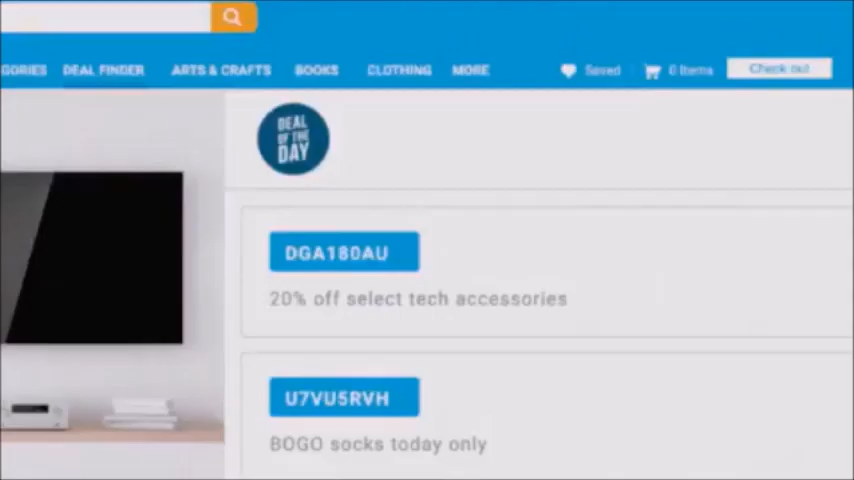 GORIES DEAL FINDER ARTS & CRAFTS BOOKS CLOTHING MORE Saved 0 Items Check out
DEAL
OF THE
DAY
DGA180AU
20% off select tech accessories
U7VU5RVH
BOGO socks today only